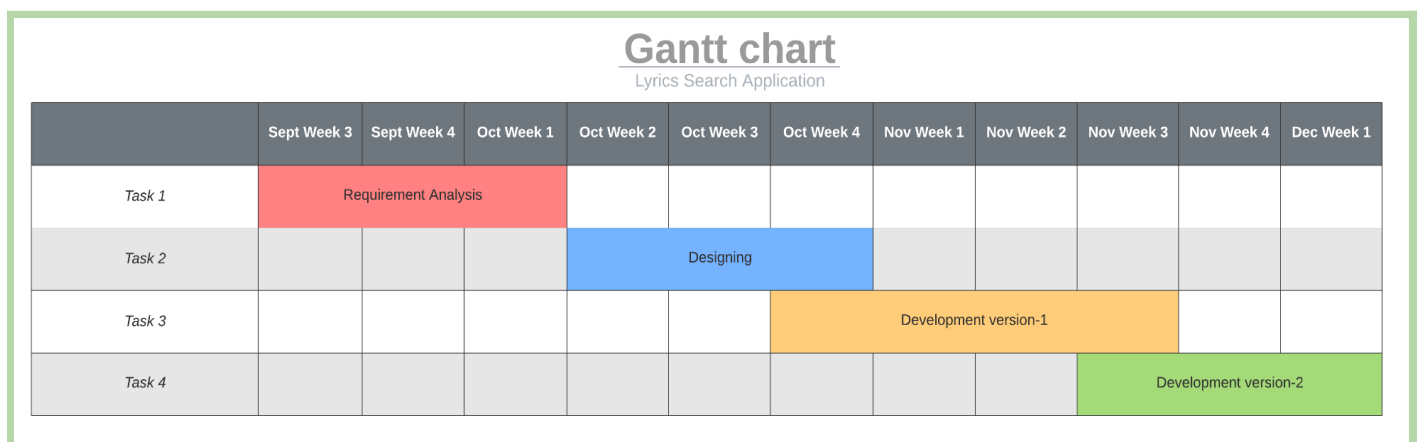 Gantt chart
Lyrics Search Application
Sept Week 3 Sept Week 4 Oct Week 1 Oct Week 2 Oct Week 3 Oct Week 4 Nov Week 1 Nov Week 2 Nov Week 3 Nov Week 4 Dec Week 1
Task 1 Requirement Analysis
Task 2 Designing
Task 3 Development version-1
Task 4 Development version-2